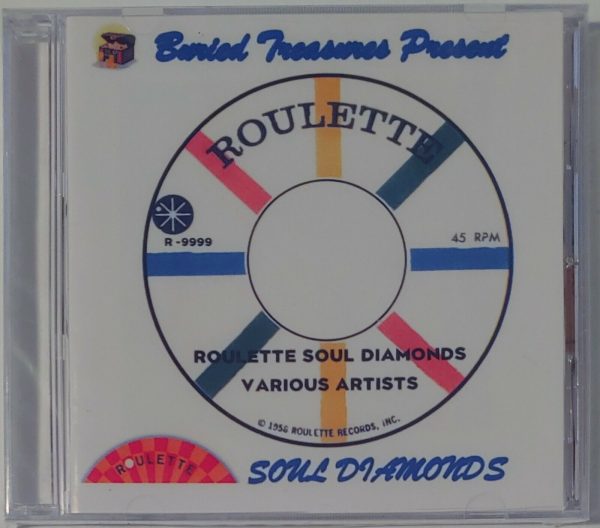 Buried Treasures Present
ROULETTE
R-9999
45 RPM
ROULETTE SOUL DIAMONDS
VARIOUS ARTISTS
© 1956 ROULETTE RECORDS, INC.
ROULETTE
SOUL DIAMONDS